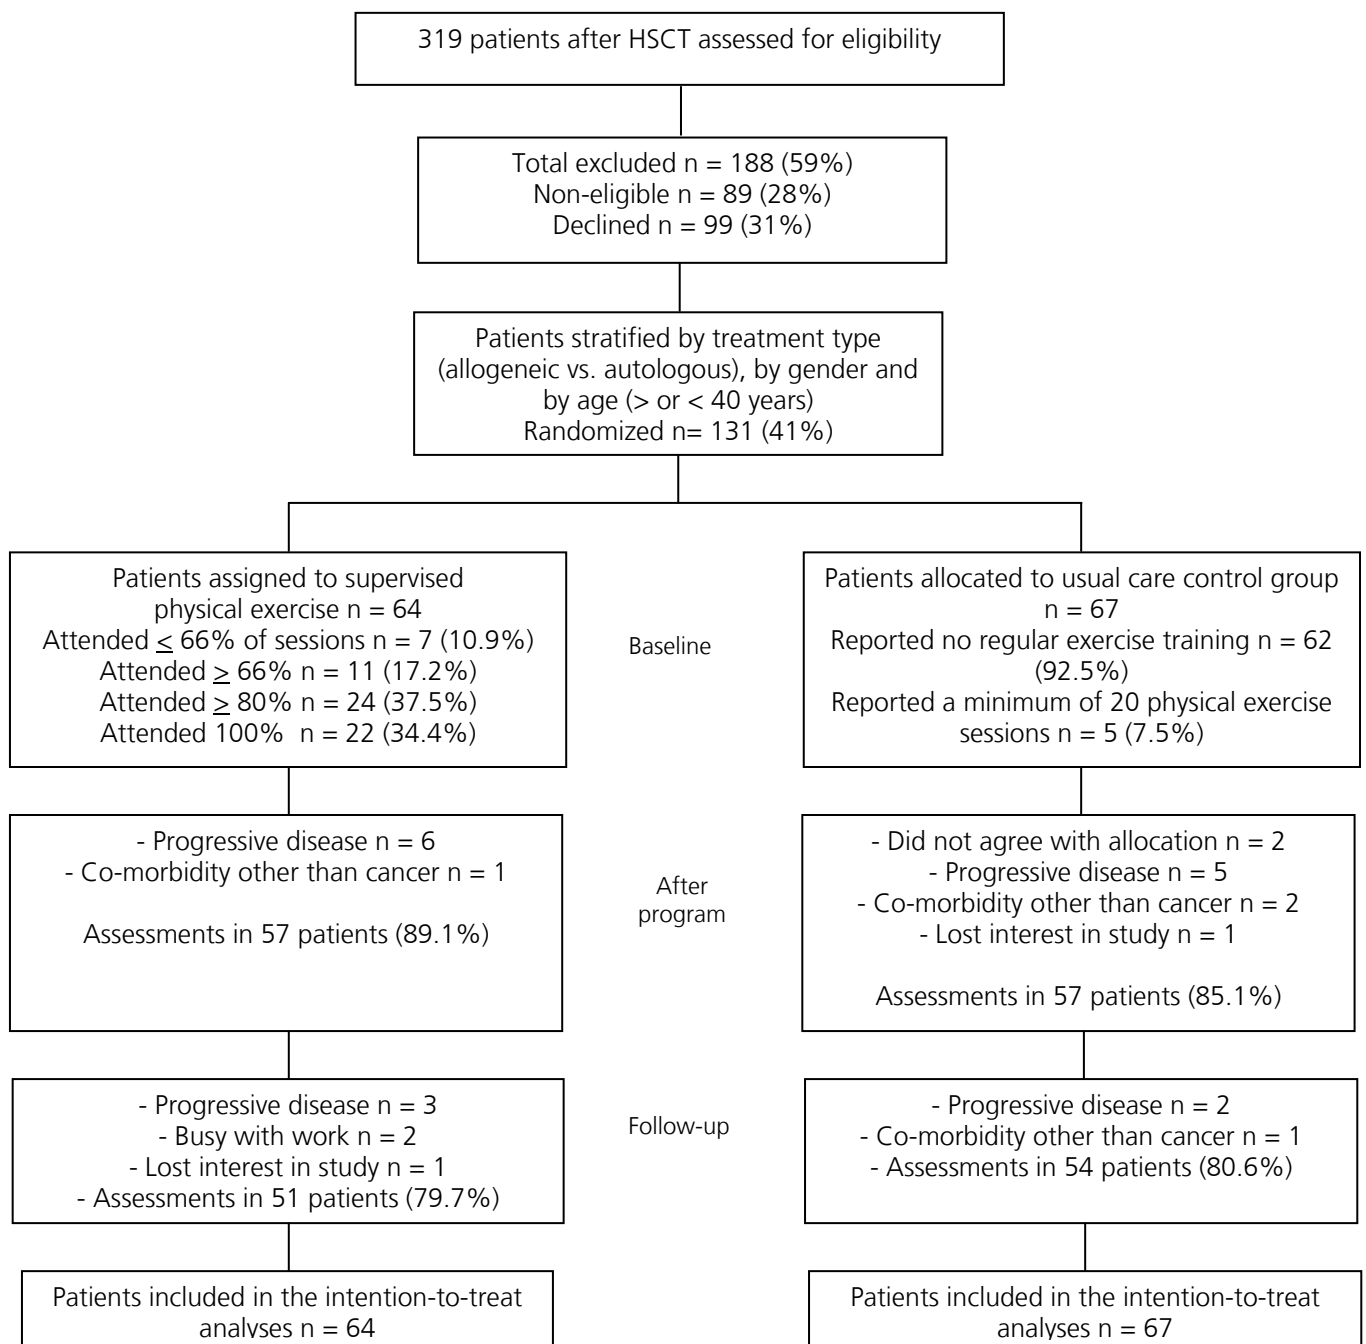 319 patients after HSCT assessed for eligibility
Total excluded n = 188 (59%)
Non-eligible n = 89 (28%)
Declined n = 99 (31%)
Patients stratified by treatment type
(allogeneic vs. autologous), by gender and
by age (> or < 40 years)
Randomized n= 131 (41%)
Patients assigned to supervised
physical exercise n = 64
Attended ≤ 66% of sessions n = 7 (10.9%)
Attended ≥ 66% n = 11 (17.2%)
Attended ≥ 80% n = 24 (37.5%)
Attended 100% n = 22 (34.4%)
Baseline
Patients allocated to usual care control group
n = 67
Reported no regular exercise training n = 62
(92.5%)
Reported a minimum of 20 physical exercise
sessions n = 5 (7.5%)
- Progressive disease n = 6
- Co-morbidity other than cancer n = 1
Assessments in 57 patients (89.1%)
After
program
- Did not agree with allocation n = 2
- Progressive disease n = 5
- Co-morbidity other than cancer n = 2
- Lost interest in study n = 1
Assessments in 57 patients (85.1%)
- Progressive disease n = 3
- Busy with work n = 2
- Lost interest in study n = 1
- Assessments in 51 patients (79.7%)
Follow-up
- Progressive disease n = 2
- Co-morbidity other than cancer n = 1
- Assessments in 54 patients (80.6%)
Patients included in the intention-to-treat
analyses n = 64
Patients included in the intention-to-treat
analyses n = 67